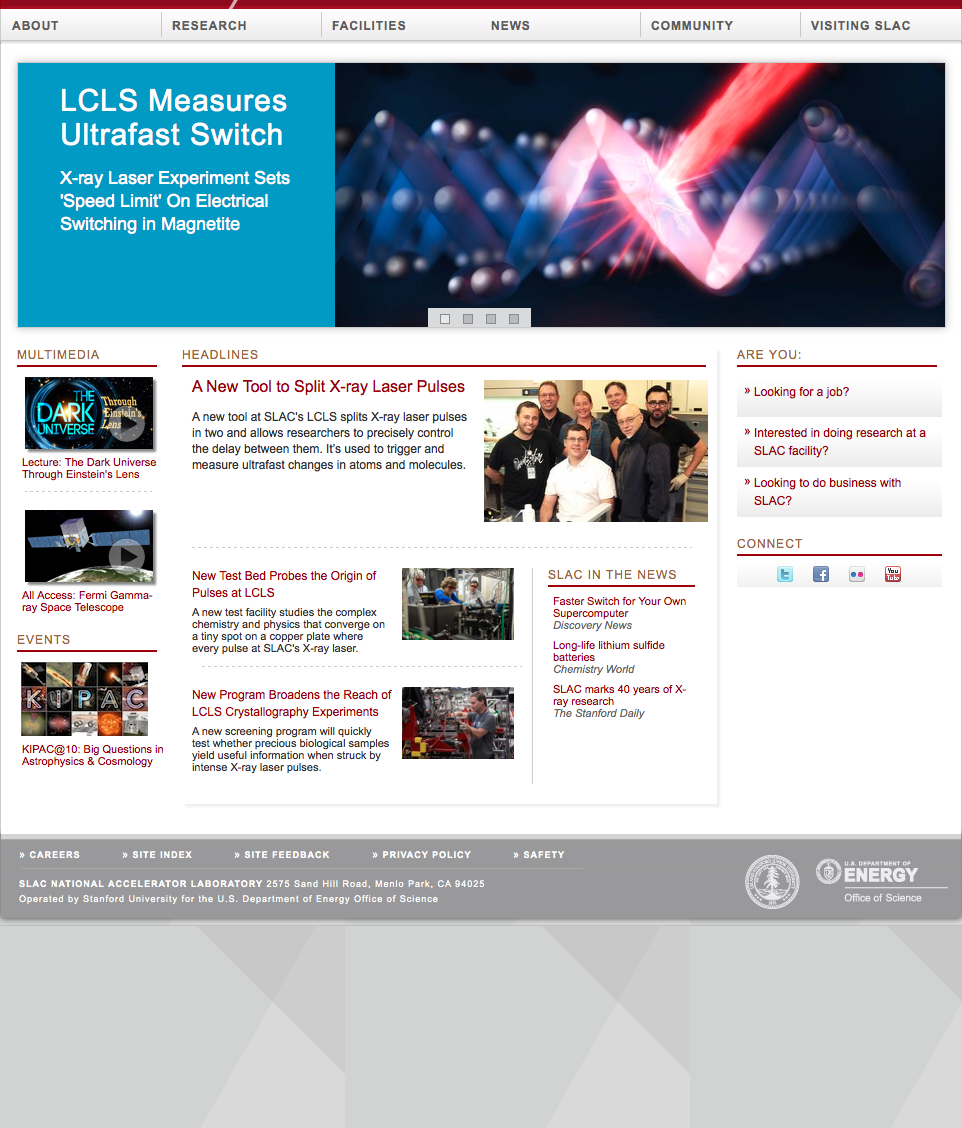 ABOUT
RESEARCH
FACILITIES
NEWS
COMMUNITY
VISITING SLAC
LCLS Measures
Ultrafast Switch
X-ray Laser Experiment Sets
'Speed Limit' On Electrical
Switching in Magnetite
MULTIMEDIA
THE
DARK
UNIVERSE
Through
Einstein's
Lens
Lecture: The Dark Universe
Through Einstein's Lens
All Access: Fermi Gamma-
ray Space Telescope
EVENTS
KIPAC
KIPAC@10: Big Questions in
Astrophysics & Cosmology
HEADLINES
A New Tool to Split X-ray Laser Pulses
A new tool at SLAC's LCLS splits X-ray laser pulses
in two and allows researchers to precisely control
the delay between them. It's used to trigger and
measure ultrafast changes in atoms and molecules.
New Test Bed Probes the Origin of
Pulses at LCLS
A new test facility studies the complex
chemistry and physics that converge on
a tiny spot on a copper plate where
every pulse at SLAC's X-ray laser.
New Program Broadens the Reach of
LCLS Crystallography Experiments
A new screening program will quickly
test whether precious biological samples
yield useful information when struck by
intense X-ray laser pulses.
SLAC IN THE NEWS
Faster Switch for Your Own
Supercomputer
Discovery News
Long-life lithium sulfide
batteries
Chemistry World
SLAC marks 40 years of X-
ray research
The Stanford Daily
ARE YOU:
» Looking for a job?
» Interested in doing research at a
SLAC facility?
» Looking to do business with
SLAC?
CONNECT
You
Tube
» CAREERS
» SITE INDEX
» SITE FEEDBACK
» PRIVACY POLICY
» SAFETY
SLAC NATIONAL ACCELERATOR LABORATORY 2575 Sand Hill Road, Menlo Park, CA 94025
Operated by Stanford University for the U.S. Department of Energy Office of Science
U.S. DEPARTMENT OF
ENERGY
Office of Science